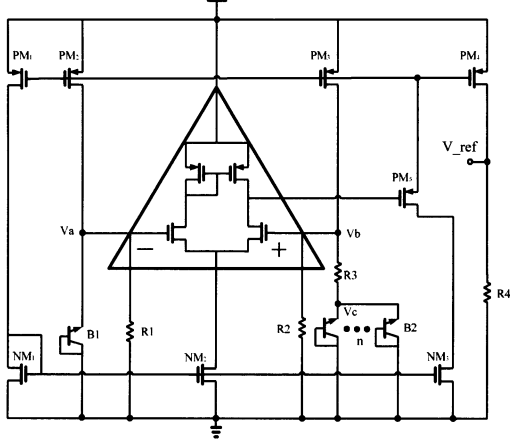 PM₁ PM₂ PM₃ PM₄
V_ref
PM₅
Va − + Vb
R3
R4
Vc
B1 R1 R2 n B2
NM₁ NM₂ NM₃